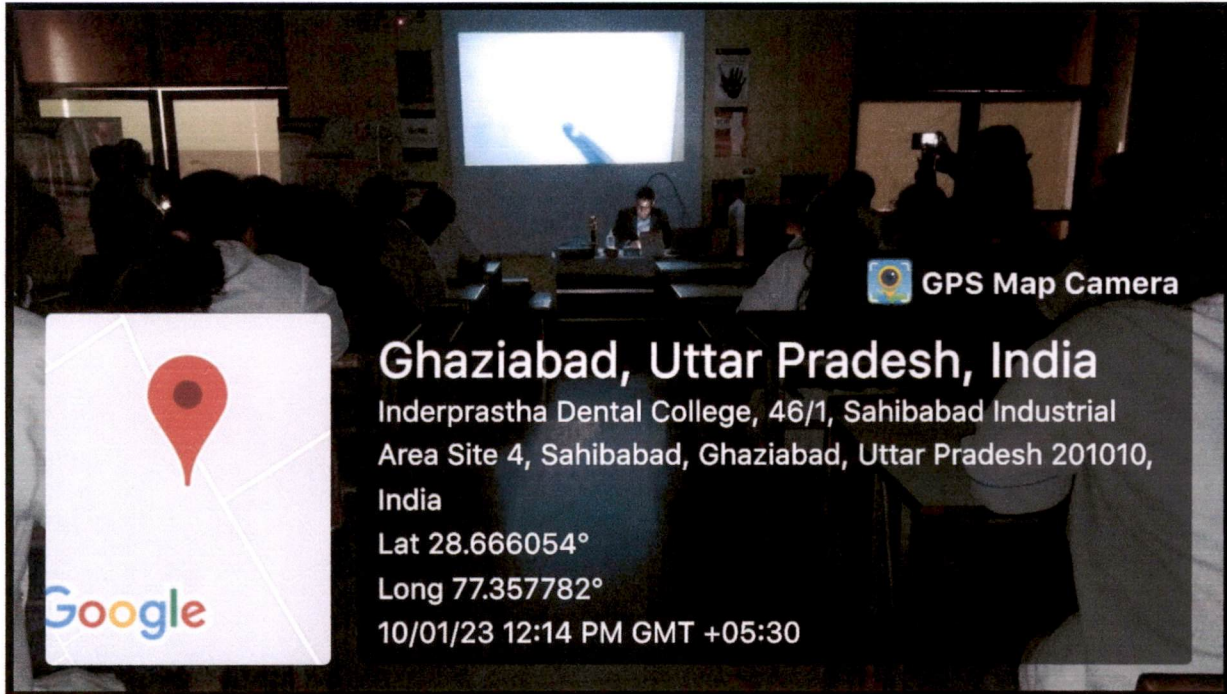 GPS Map Camera
Ghaziabad, Uttar Pradesh, India
Inderprastha Dental College, 46/1, Sahibabad Industrial
Area Site 4, Sahibabad, Ghaziabad, Uttar Pradesh 201010,
India
Lat 28.666054°
Long 77.357782°
10/01/23 12:14 PM GMT +05:30
Google